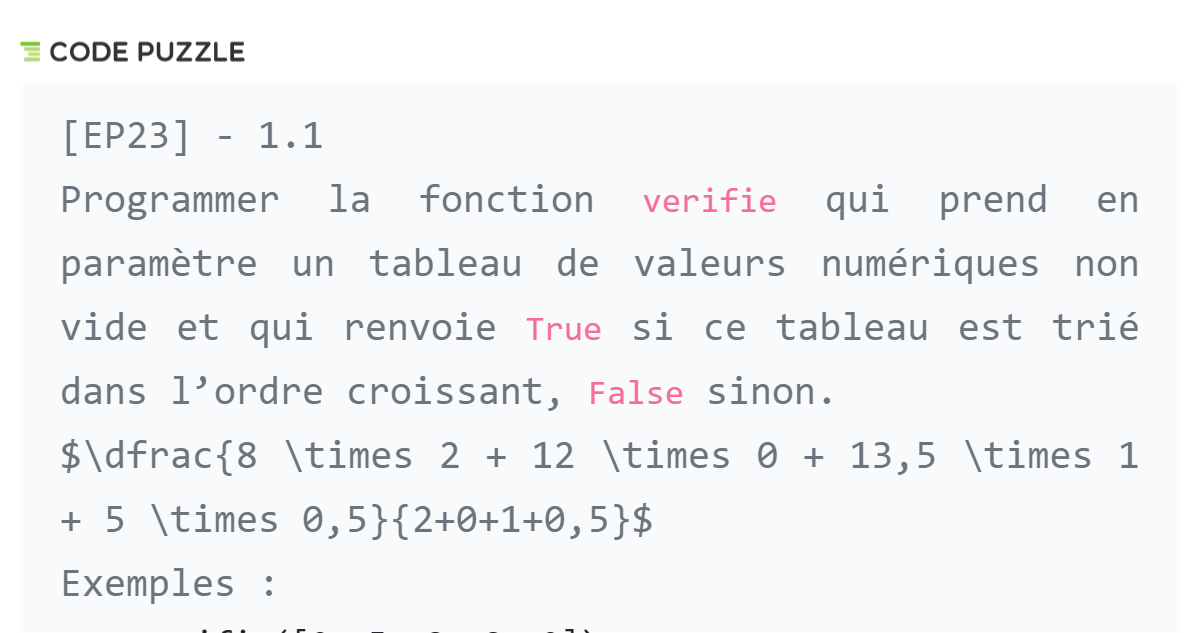 CODE PUZZLE
[EP23] - 1.1
Programmer la fonction verifie qui prend en
paramètre un tableau de valeurs numériques non
vide et qui renvoie True si ce tableau est trié
dans l’ordre croissant, False sinon.
$\dfrac{8 \times 2 + 12 \times 0 + 13,5 \times 1
+ 5 \times 0,5}{2+0+1+0,5}$
Exemples :